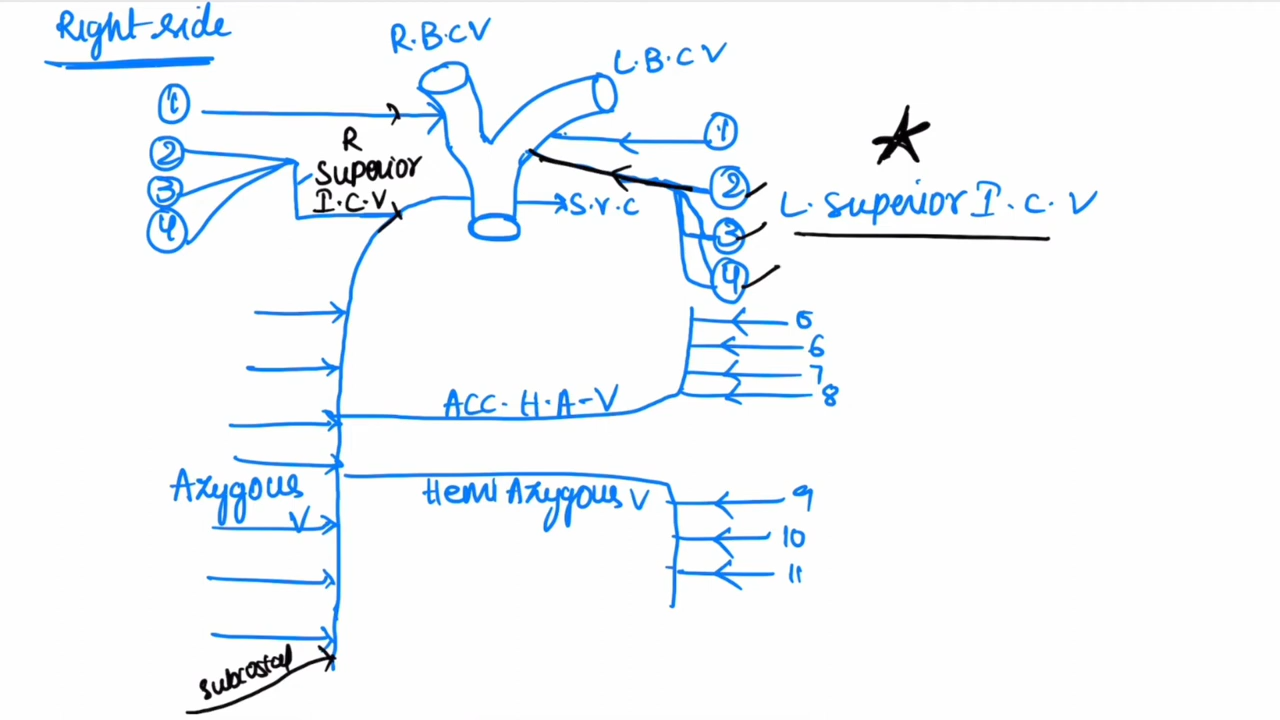 Right side
R.B.C V
L.B.C V
1
2
3
4
R
Superior
I.C.V
1
2
3
4
S.V.C
L. Superior I.C.V
5
6
7
8
ACC. H.A-V
Azygous
V
Hemi Azygous V
9
10
11
subcostal